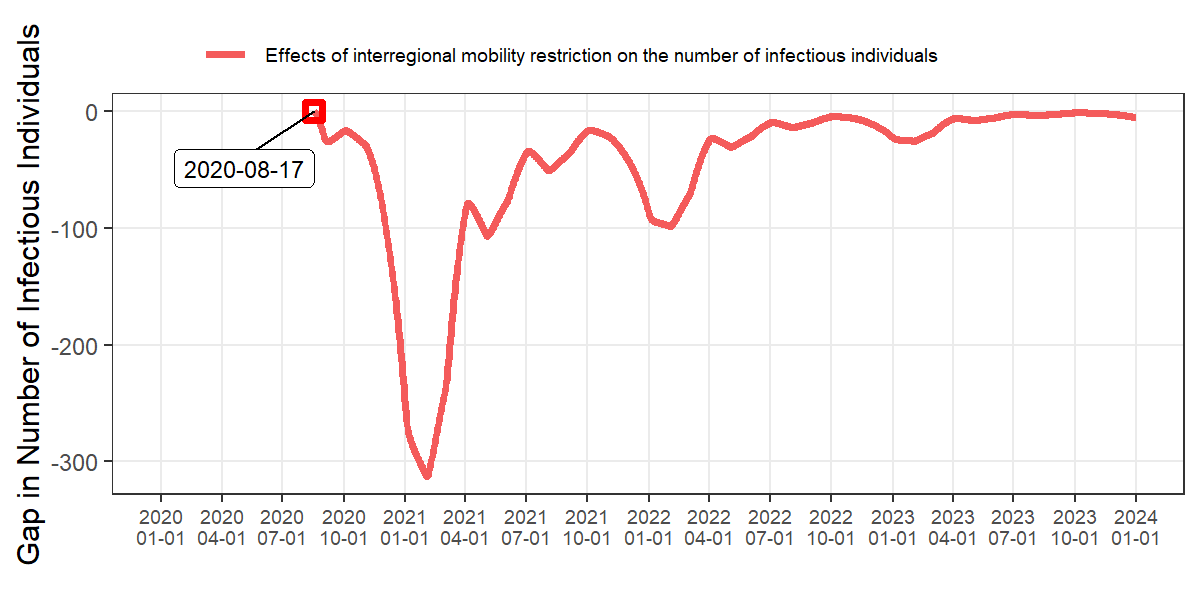 Effects of interregional mobility restriction on the number of infectious individuals
Gap in Number of Infectious Individuals
0
-100
-200
-300
2020-08-17
2020 2020 2020 2020 2021 2021 2021 2021 2022 2022 2022 2022 2023 2023 2023 2023 2024
01-01 04-01 07-01 10-01 01-01 04-01 07-01 10-01 01-01 04-01 07-01 10-01 01-01 04-01 07-01 10-01 01-01